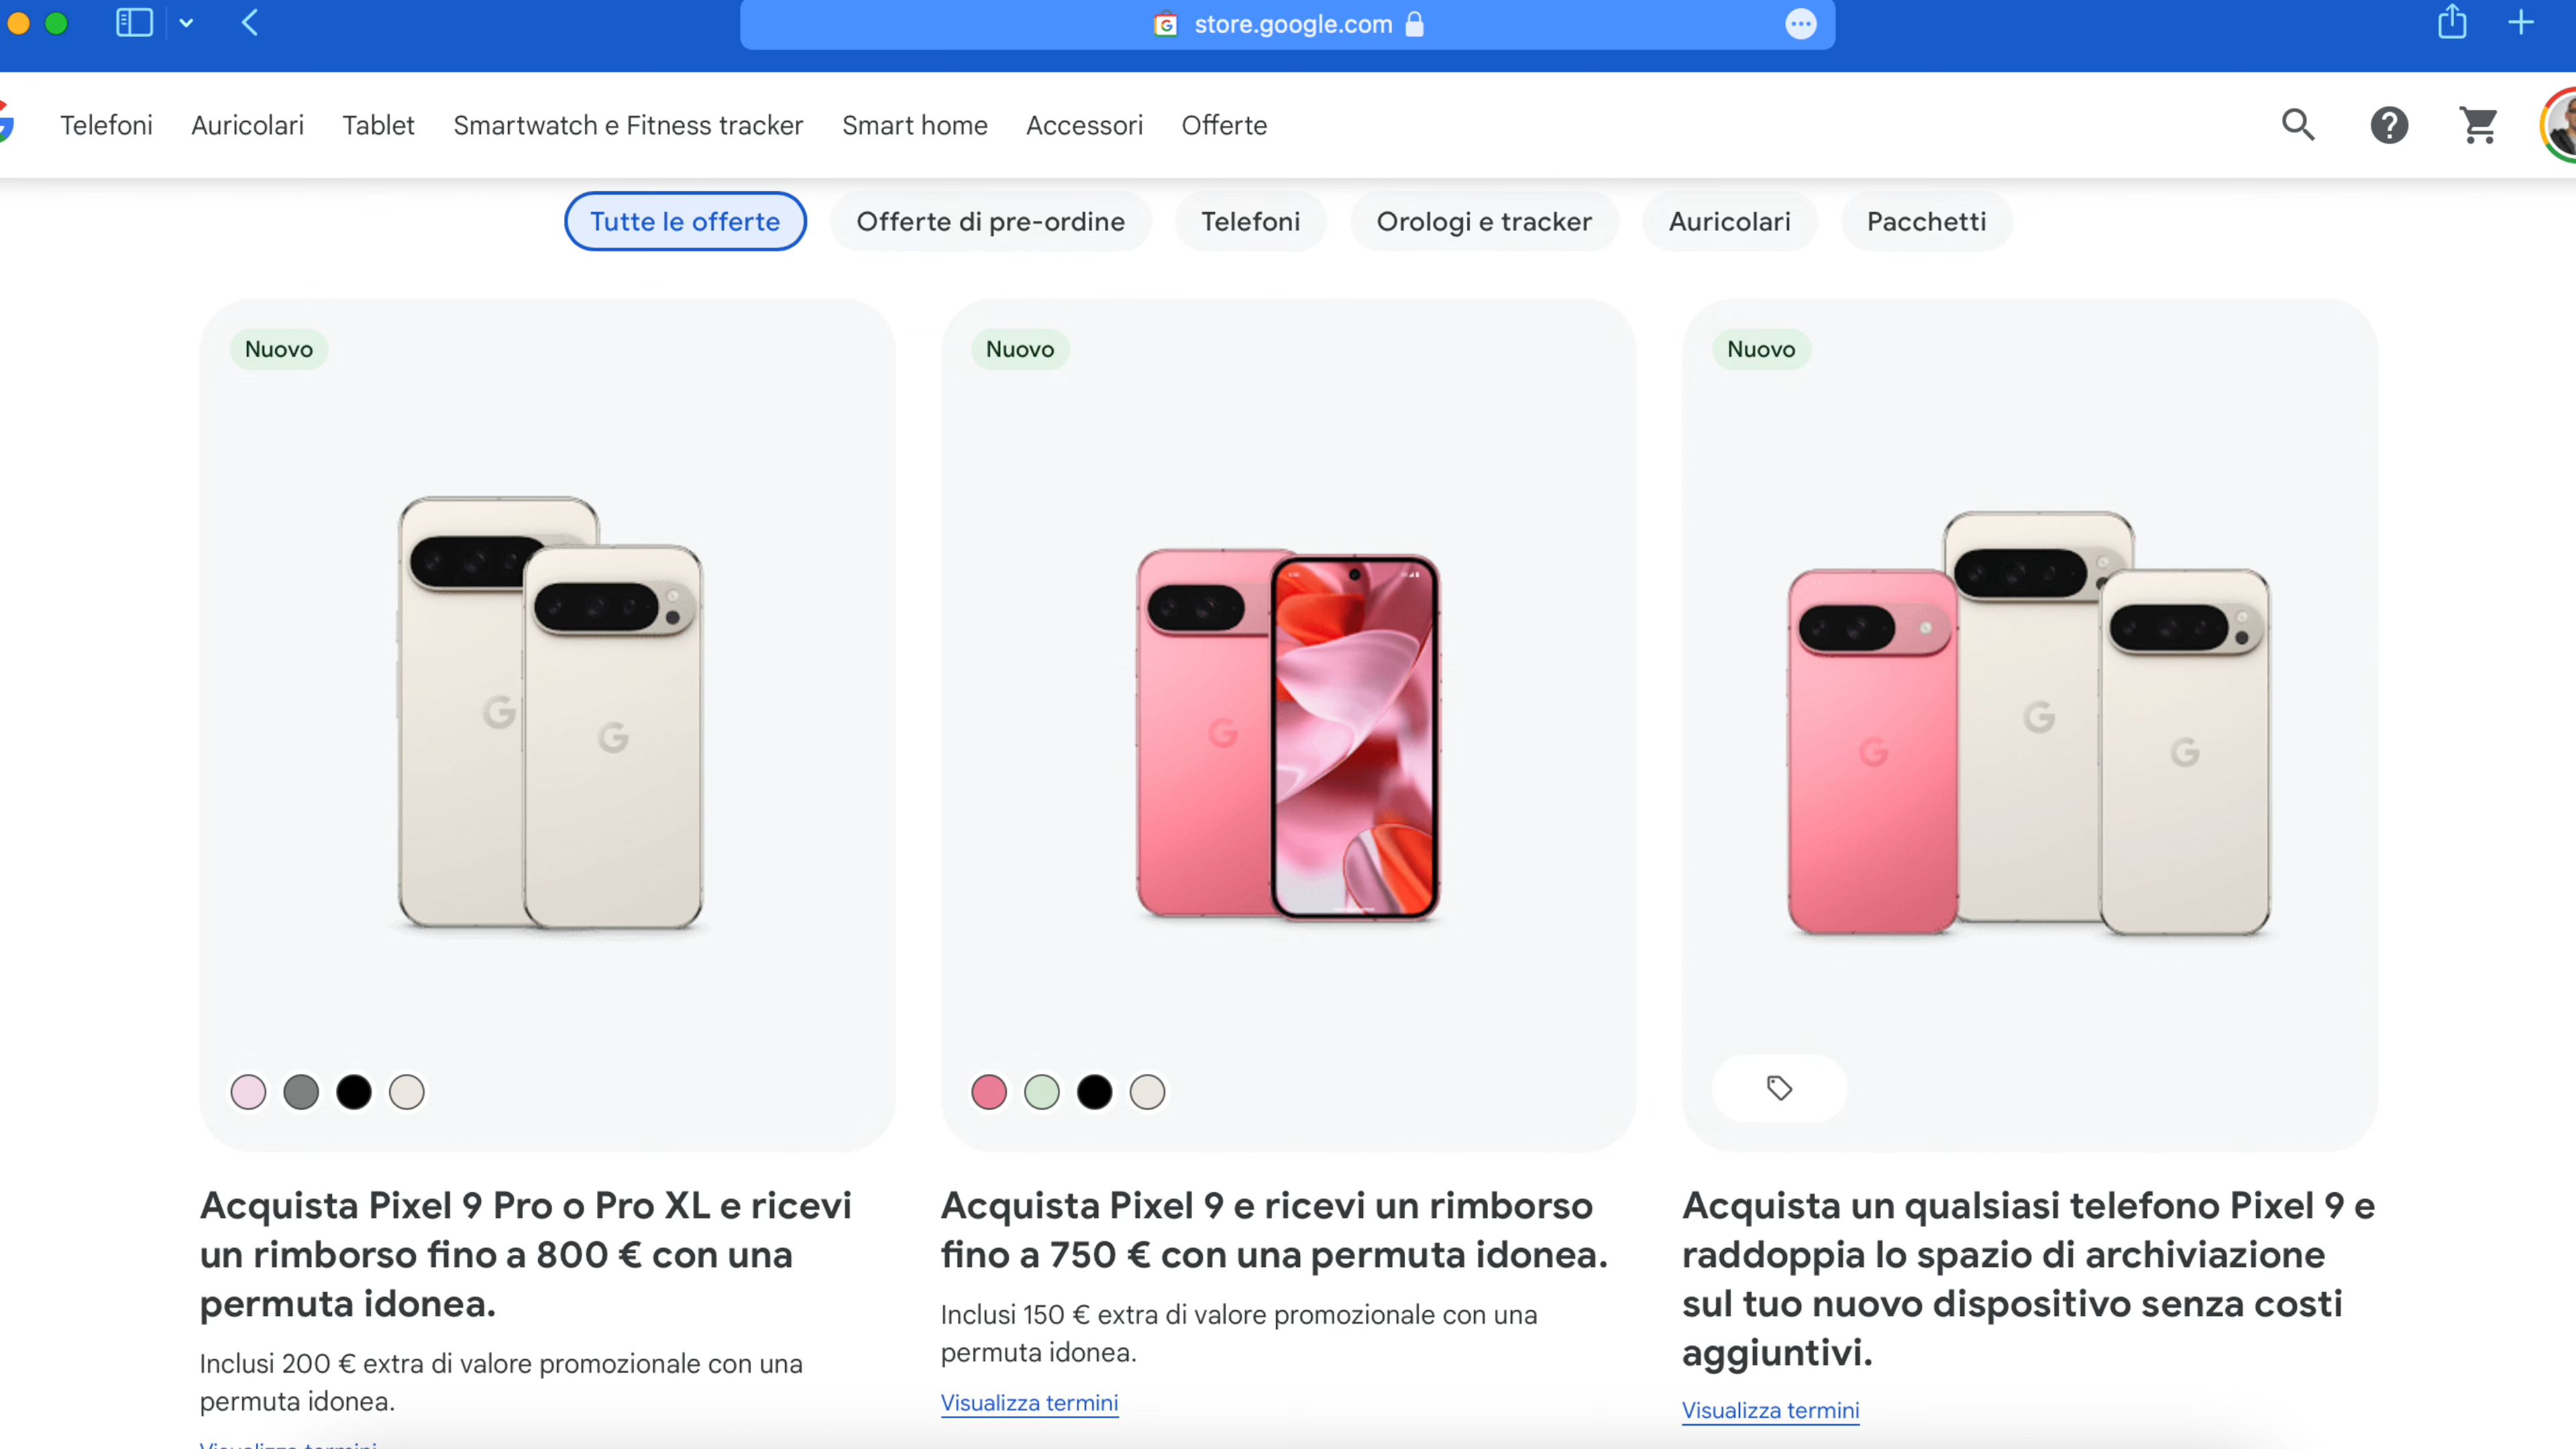 store.google.com
Telefoni Auricolari Tablet Smartwatch e Fitness tracker Smart home Accessori Offerte
Tutte le offerte Offerte di pre-ordine Telefoni Orologi e tracker Auricolari Pacchetti
Nuovo
Nuovo
Nuovo
Acquista Pixel 9 Pro o Pro XL e ricevi
un rimborso fino a 800 € con una
permuta idonea.
Inclusi 200 € extra di valore promozionale con una
permuta idonea.
Visualizza termini
Acquista Pixel 9 e ricevi un rimborso
fino a 750 € con una permuta idonea.
Inclusi 150 € extra di valore promozionale con una
permuta idonea.
Visualizza termini
Acquista un qualsiasi telefono Pixel 9 e
raddoppia lo spazio di archiviazione
sul tuo nuovo dispositivo senza costi
aggiuntivi.
Visualizza termini